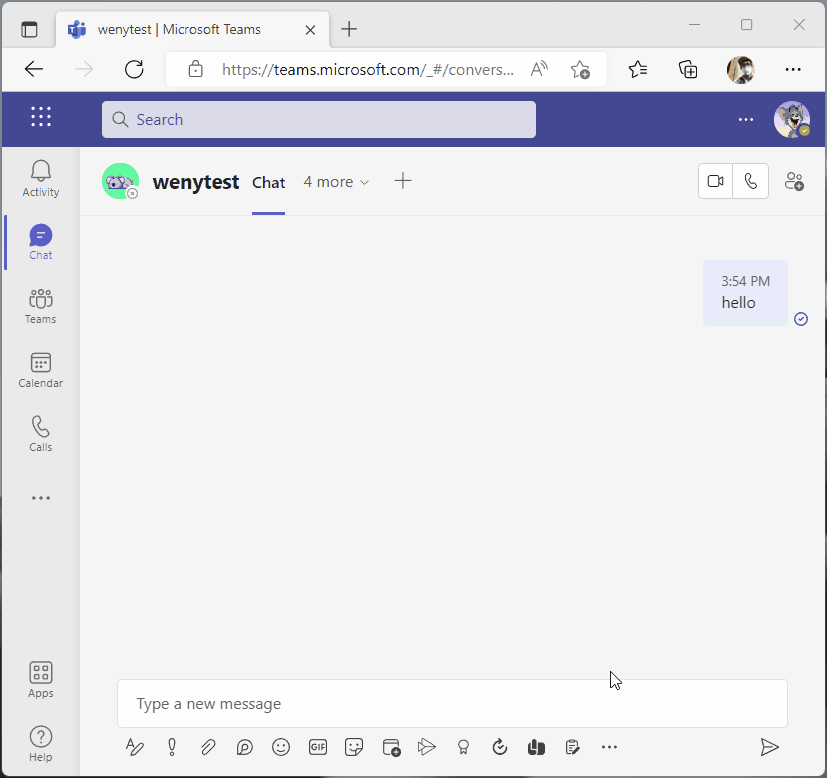 wenytest | Microsoft Teams
https://teams.microsoft.com/_#/convers...
Search
Activity
Chat
Teams
Calendar
Calls
Apps
Help
wenytest
Chat
4 more
3:54 PM
hello
Type a new message
GIF